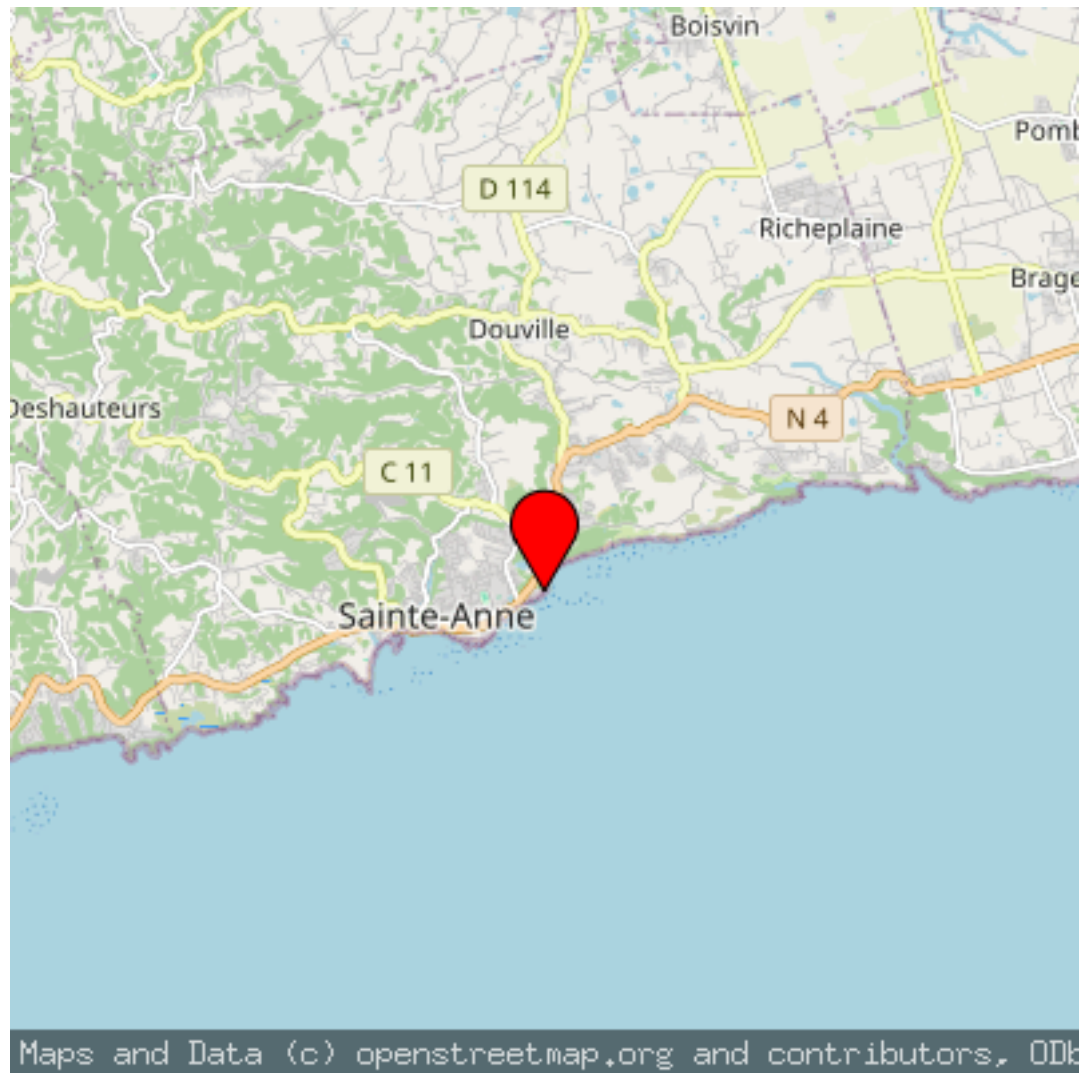 Boisvin
Pomb
D 114
Richeplaine
Brage
Douville
Deshauteurs
N 4
C 11
Sainte-Anne
Maps and Data (c) openstreetmap.org and contributors, ODb